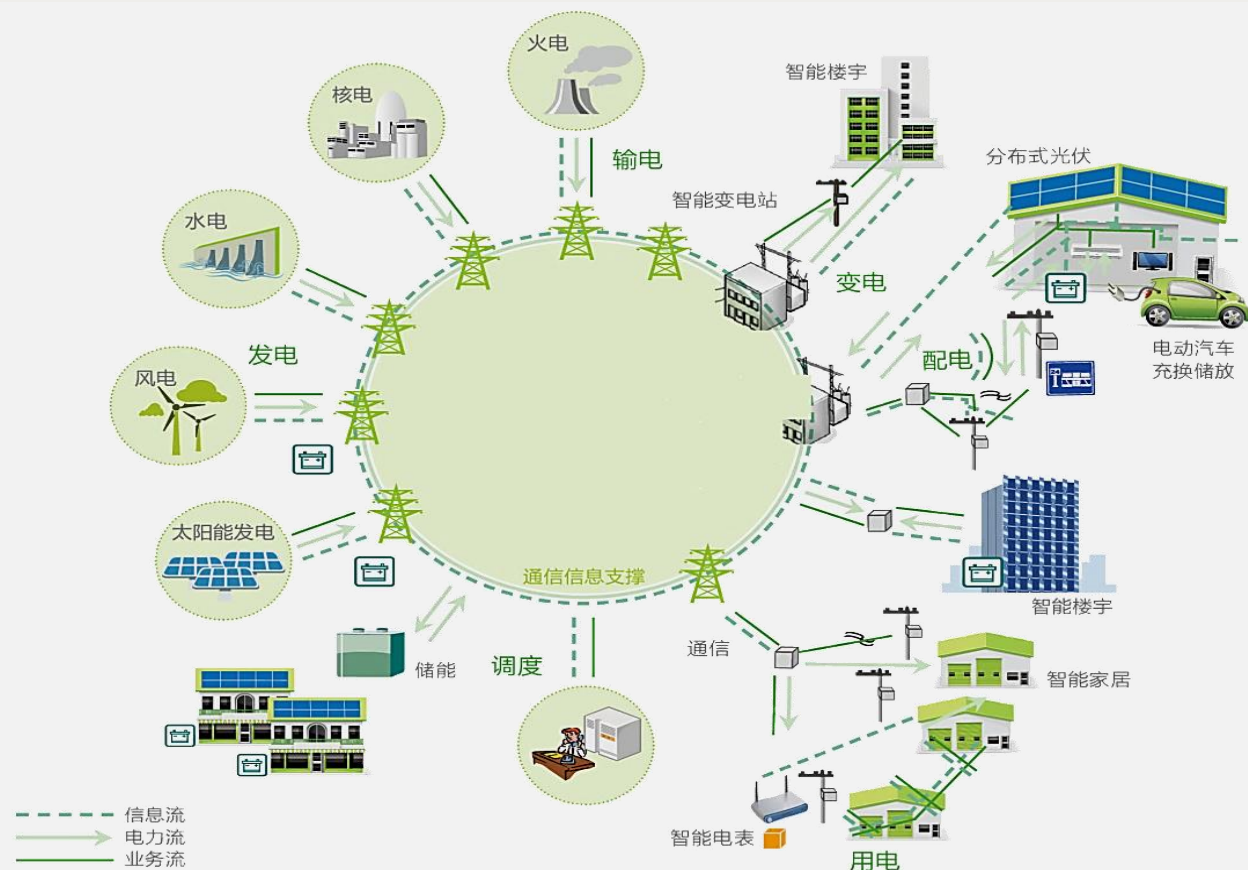 火电
核电
智能楼宇
输电
分布式光伏
水电
智能变电站
变电
发电
风电
配电
电动汽车
充换储放
太阳能发电
通信信息支撑
智能楼宇
通信
储能
调度
智能家居
信息流
电力流
业务流
智能电表
用电